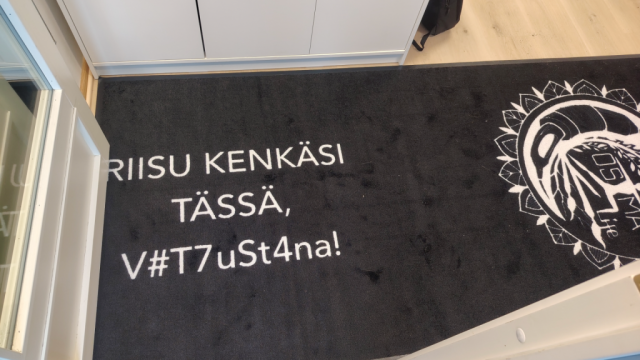 RIISU KENKÄSI
TÄSSÄ,
V#T7uSt4na!